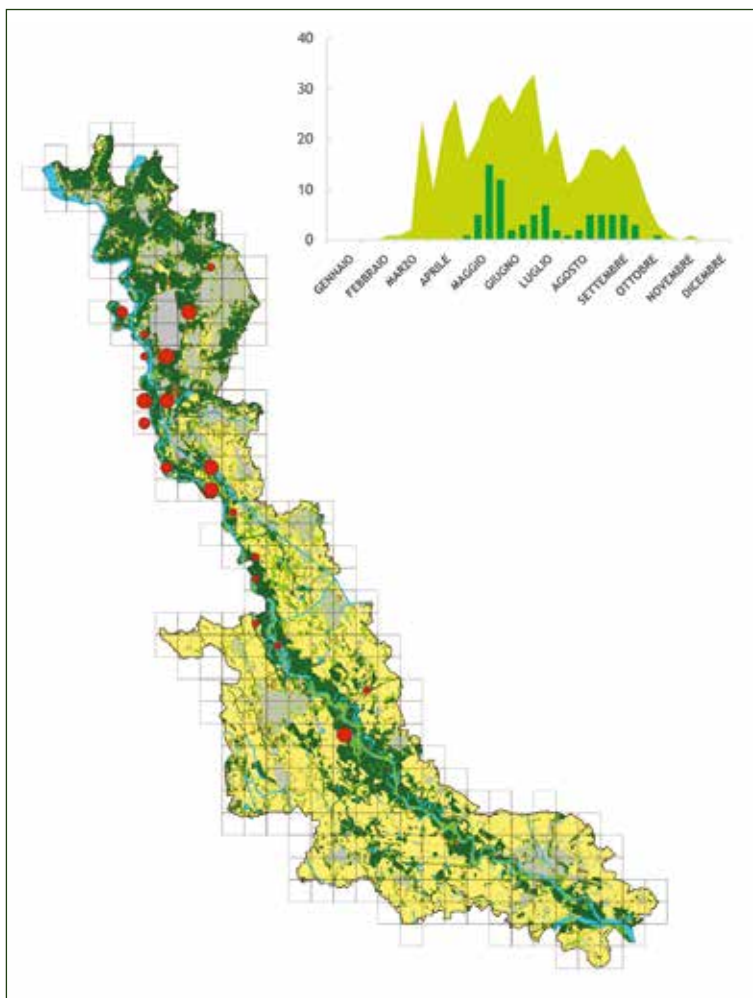 40
30
20
10
0
GENNAIO
FEBBRAIO
MARZO
APRILE
MAGGIO
GIUGNO
LUGLIO
AGOSTO
SETTEMBRE
OTTOBRE
NOVEMBRE
DICEMBRE